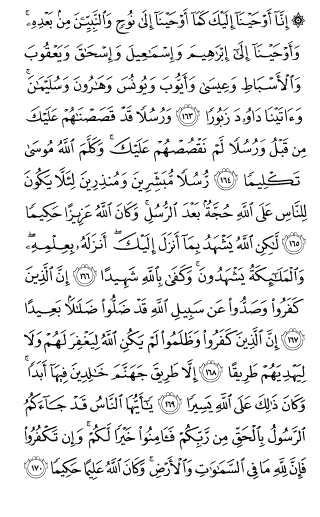 ۞ إِنَّآ أَوْحَيْنَآ إِلَيْكَ كَمَآ أَوْحَيْنَآ إِلَىٰ نُوحٍ وَٱلنَّبِيِّـۧنَ مِنۢ بَعْدِهِۦۚ
وَأَوْحَيْنَآ إِلَىٰٓ إِبْرَٰهِيمَ وَإِسْمَٰعِيلَ وَإِسْحَٰقَ وَيَعْقُوبَ
وَٱلْأَسْبَاطِ وَعِيسَىٰ وَأَيُّوبَ وَيُونُسَ وَهَٰرُونَ وَسُلَيْمَٰنَۚ
وَءَاتَيْنَا دَاوُۥدَ زَبُورًا ١٦٣ وَرُسُلًا قَدْ قَصَصْنَٰهُمْ عَلَيْكَ
مِن قَبْلُ وَرُسُلًا لَّمْ نَقْصُصْهُمْ عَلَيْكَۚ وَكَلَّمَ ٱللَّهُ مُوسَىٰ
تَكْلِيمًا ١٦٤ رُّسُلًا مُّبَشِّرِينَ وَمُنذِرِينَ لِئَلَّا يَكُونَ
لِلنَّاسِ عَلَى ٱللَّهِ حُجَّةٌۢ بَعْدَ ٱلرُّسُلِۚ وَكَانَ ٱللَّهُ عَزِيزًا حَكِيمًا
١٦٥ لَّٰكِنِ ٱللَّهُ يَشْهَدُ بِمَآ أَنزَلَ إِلَيْكَۖ أَنزَلَهُۥ بِعِلْمِهِۦۖ
وَٱلْمَلَٰٓئِكَةُ يَشْهَدُونَۚ وَكَفَىٰ بِٱللَّهِ شَهِيدًا ١٦٦ إِنَّ ٱلَّذِينَ
كَفَرُوا۟ وَصَدُّوا۟ عَن سَبِيلِ ٱللَّهِ قَدْ ضَلُّوا۟ ضَلَٰلًۢا بَعِيدًا
١٦٧ إِنَّ ٱلَّذِينَ كَفَرُوا۟ وَظَلَمُوا۟ لَمْ يَكُنِ ٱللَّهُ لِيَغْفِرَ لَهُمْ وَلَا
لِيَهْدِيَهُمْ طَرِيقًا ١٦٨ إِلَّا طَرِيقَ جَهَنَّمَ خَٰلِدِينَ فِيهَآ أَبَدًاۚ
وَكَانَ ذَٰلِكَ عَلَى ٱللَّهِ يَسِيرًا ١٦٩ يَٰٓأَيُّهَا ٱلنَّاسُ قَدْ جَآءَكُمُ
ٱلرَّسُولُ بِٱلْحَقِّ مِن رَّبِّكُمْ فَـَٔامِنُوا۟ خَيْرًا لَّكُمْۚ وَإِن تَكْفُرُوا۟
فَإِنَّ لِلَّهِ مَا فِى ٱلسَّمَٰوَٰتِ وَٱلْأَرْضِۚ وَكَانَ ٱللَّهُ عَلِيمًا حَكِيمًا ١٧٠